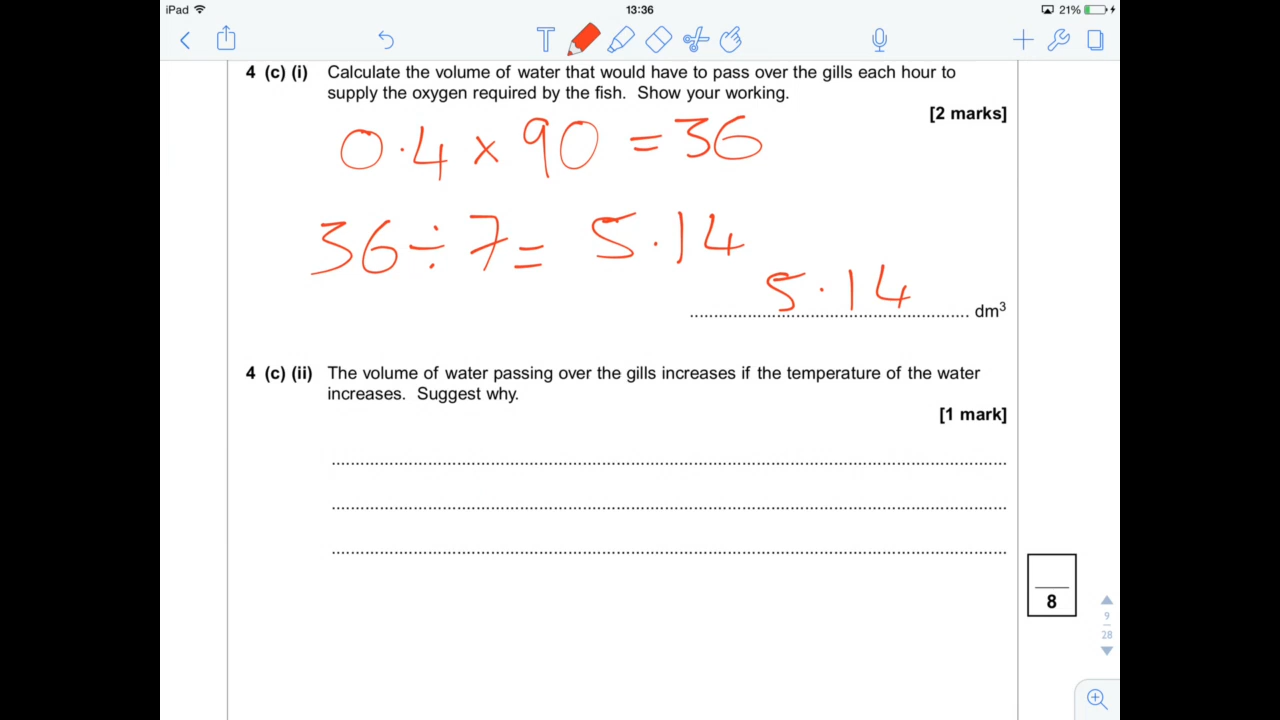 iPad 13:36 21%
T
4 (c) (i) Calculate the volume of water that would have to pass over the gills each hour to
supply the oxygen required by the fish. Show your working.
[2 marks]
0.4 × 90 = 36
36 ÷ 7 = 5.14
5.14
dm³
4 (c) (ii) The volume of water passing over the gills increases if the temperature of the water
increases. Suggest why.
[1 mark]
8
9
28